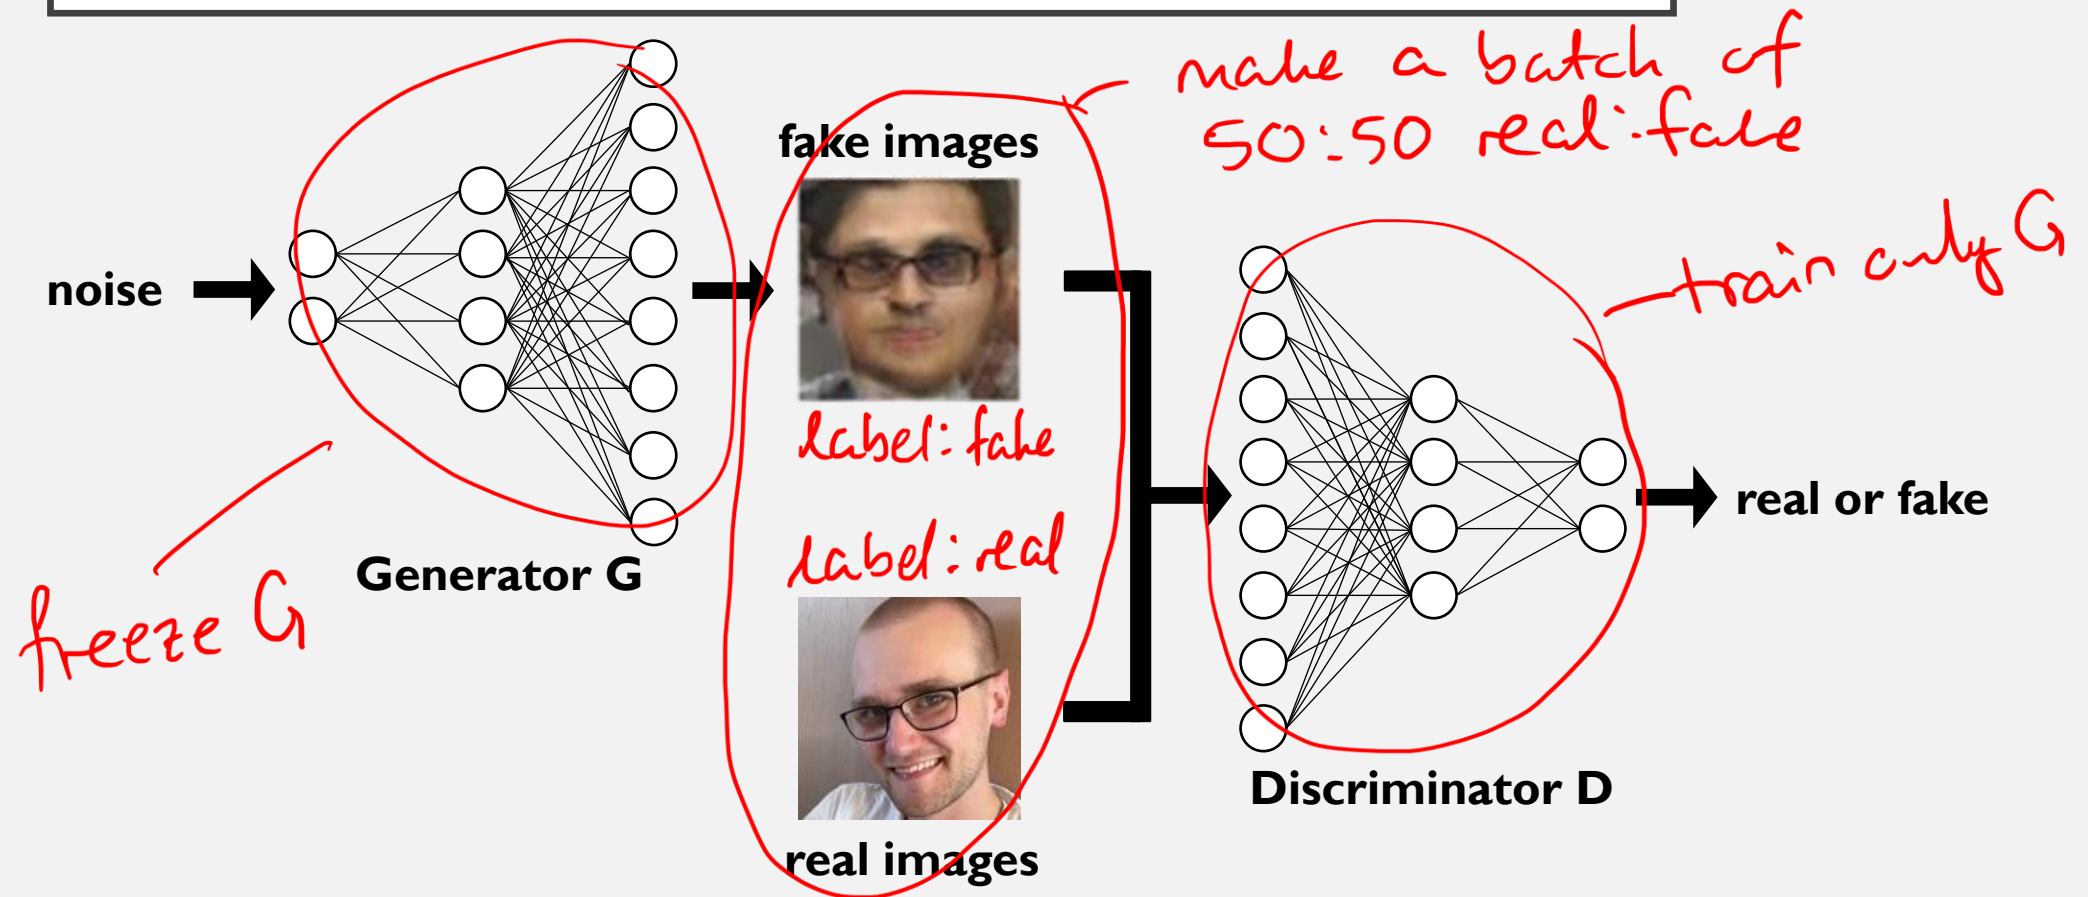 make a batch of
50:50 real:fake
fake images
train only G
noise
label: fake
label: real
real or fake
Generator G
freeze G
Discriminator D
real images